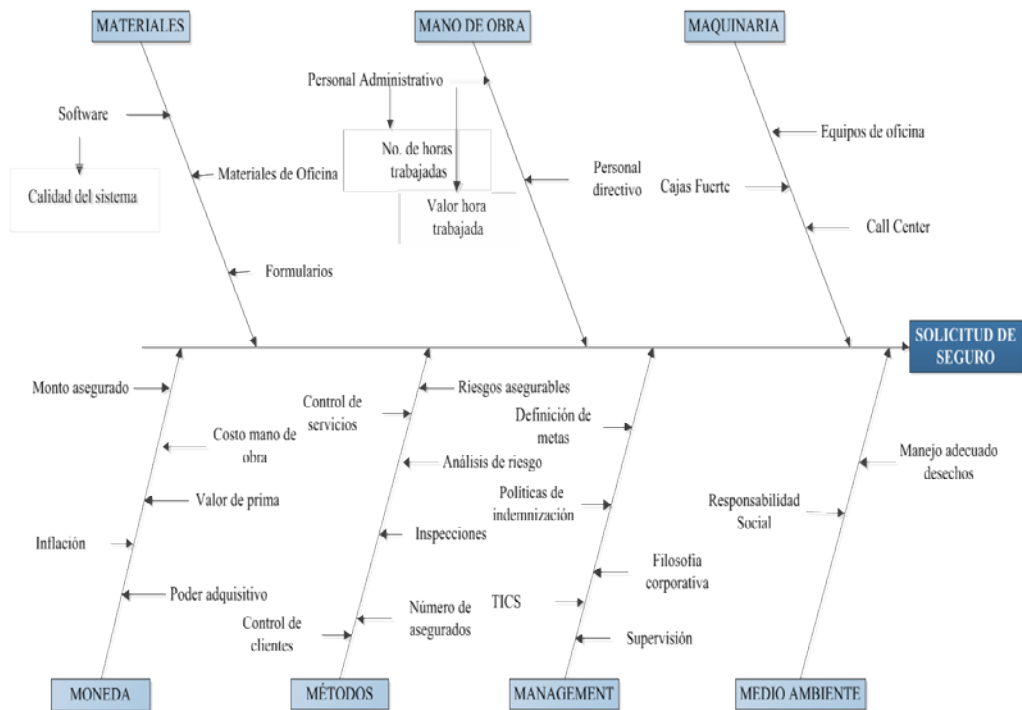 MATERIALES
MANO DE OBRA
MAQUINARIA
Software
Calidad del sistema
Materiales de Oficina
Formularios
Personal Administrativo
No. de horas
trabajadas
Valor hora
trabajada
Personal
directivo
Equipos de oficina
Cajas Fuerte
Call Center
SOLICITUD DE
SEGURO
Monto asegurado
Costo mano de
obra
Valor de prima
Inflación
Poder adquisitivo
Riesgos asegurables
Control de
servicios
Análisis de riesgo
Inspecciones
Número de
asegurados
Control de
clientes
Definición de
metas
Políticas de
indemnización
Filosofía
corporativa
TICS
Supervisión
Manejo adecuado
desechos
Responsabilidad
Social
MONEDA
MÉTODOS
MANAGEMENT
MEDIO AMBIENTE